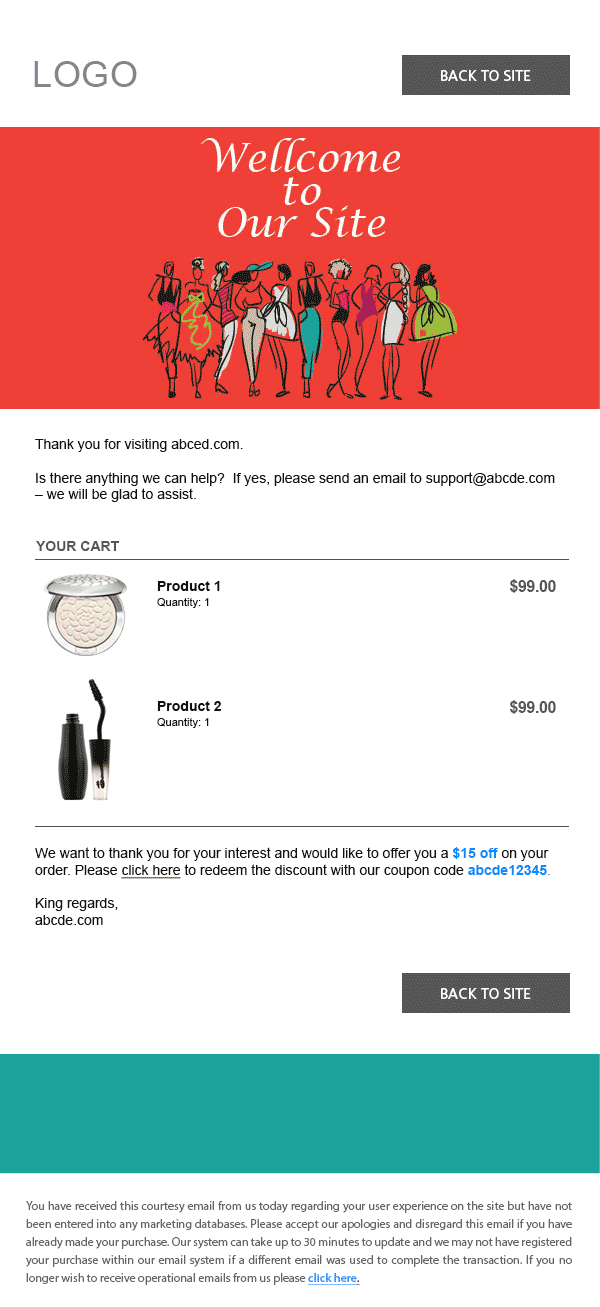 LOGO
BACK TO SITE
Wellcome
to
Our Site
Thank you for visiting abced.com.
Is there anything we can help?  If yes, please send an email to support@abcde.com
– we will be glad to assist.
YOUR CART
Product 1
$99.00
Quantity: 1
Product 2
$99.00
Quantity: 1
We want to thank you for your interest and would like to offer you a $15 off on your
order. Please click here to redeem the discount with our coupon code abcde12345.
King regards,
abcde.com
BACK TO SITE
You have received this courtesy email from us today regarding your user experience on the site but have not
been entered into any marketing databases. Please accept our apologies and disregard this email if you have
already made your purchase. Our system can take up to 30 minutes to update and we may not have registered
your purchase within our email system if a different email was used to complete the transaction. If you no
longer wish to receive operational emails from us please click here.